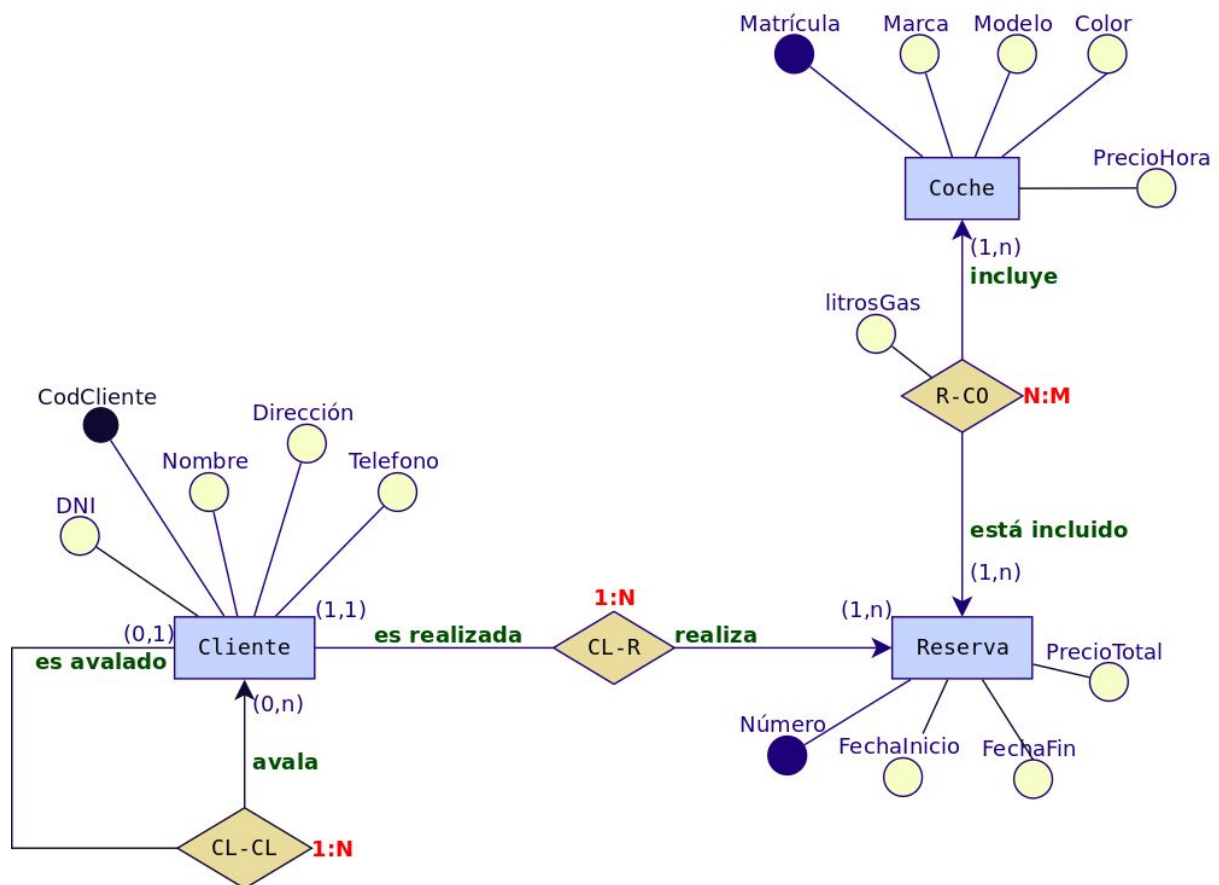 Matrícula
Marca
Modelo
Color
PrecioHora
Coche
(1,n)
incluye
litrosGas
R-CO
N:M
está incluido
(1,n)
CodCliente
Dirección
Nombre
Telefono
DNI
(0,1)
Cliente
(1,1)
es avalado
(0,n)
avala
CL-CL
1:N
es realizada
1:N
CL-R
realiza
(1,n)
Reserva
PrecioTotal
Número
FechaInicio
FechaFin